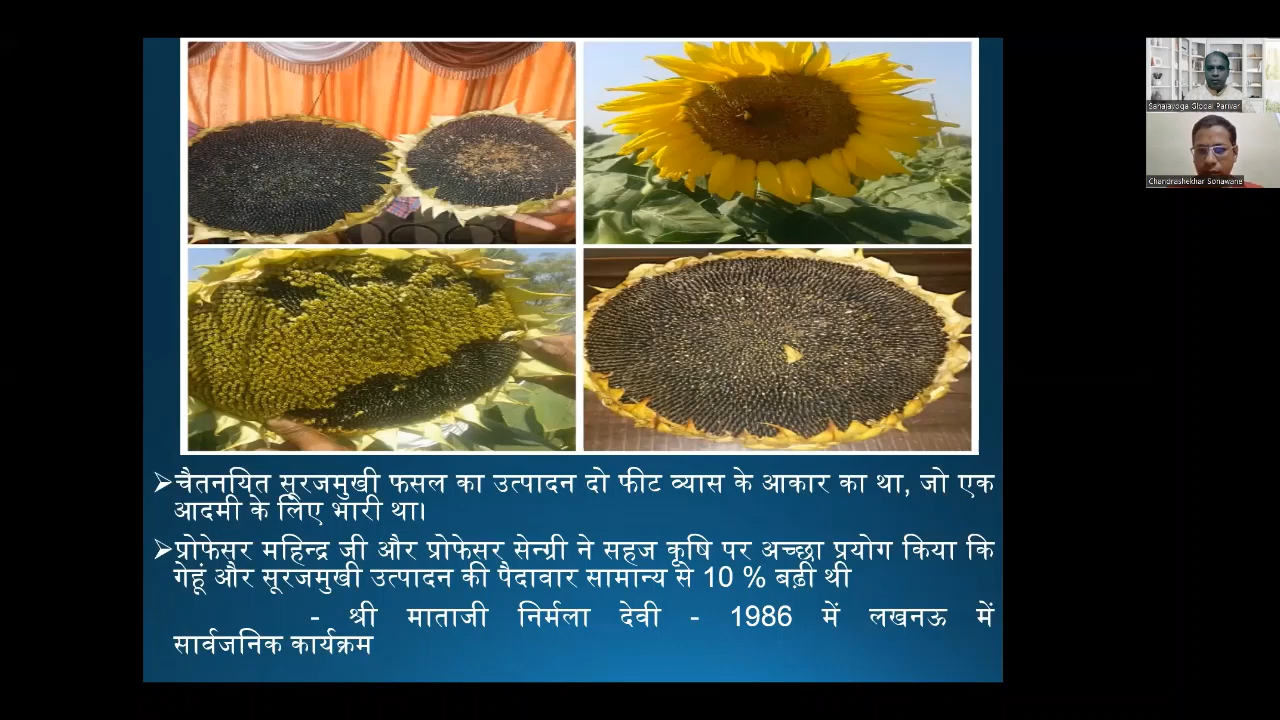 Sahajayoga Global Parivar
Chandrashekhar Sonawane
➢चैतनयित सूरजमुखी फसल का उत्पादन दो फीट व्यास के आकार का था, जो एक
आदमी के लिए भारी था।
➢प्रोफेसर महिन्द्र जी और प्रोफेसर सेन्ग्री ने सहज कृषि पर अच्छा प्रयोग किया कि
गेहूं और सूरजमुखी उत्पादन की पैदावार सामान्य से 10 % बढ़ी थी
- श्री माताजी निर्मला देवी - 1986 में लखनऊ में
सार्वजनिक कार्यक्रम